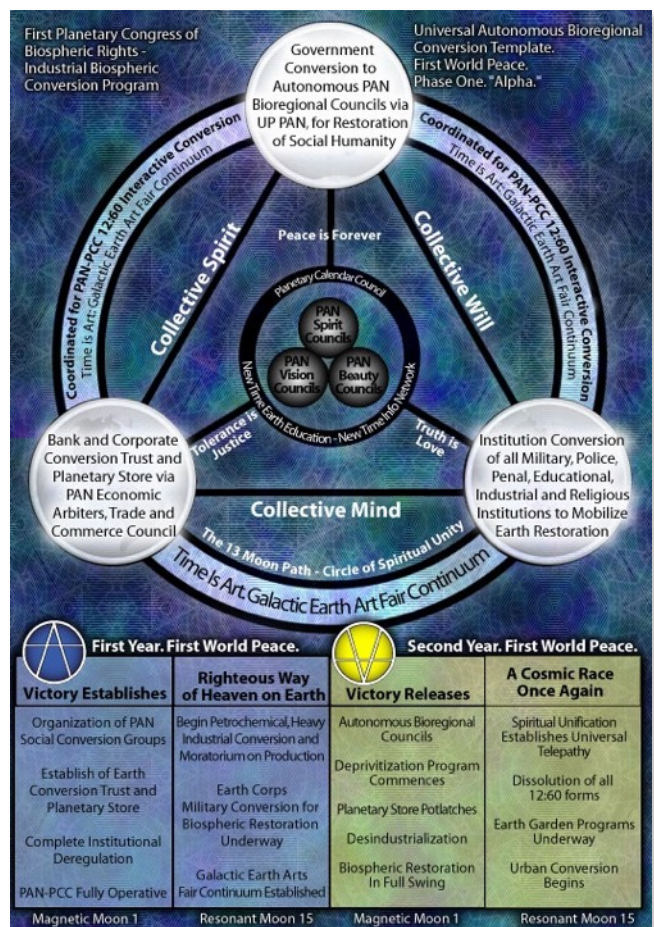 First Planetary Congress of
Biospheric Rights -
Industrial Biospheric
Conversion Program
Universal Autonomous Bioregional
Conversion Template.
First World Peace.
Phase One. "Alpha."
Government
Conversion to
Autonomous PAN
Bioregional Councils via
UP PAN, for Restoration
of Social Humanity
Coordinated for PAN-PCC 12:60 Interactive Conversion
Time is Art: Galactic Earth Art Fair Continuum
Coordinated for PAN-PCC 12:60 Interactive Conversion
Time is Art: Galactic Earth Art Fair Continuum
Collective Spirit
Peace is Forever
Collective Will
Planetary Calendar Council
PAN
Spirit
Councils
PAN
Vision
Councils
PAN
Beauty
Councils
New Time Earth Education - New Time Info Network
Tolerance is
Justice
Truth is
Love
Bank and Corporate
Conversion Trust and
Planetary Store via
PAN Economic
Arbiters, Trade and
Commerce Council
Institution Conversion
of all Military, Police,
Penal, Educational,
Industrial and Religious
Institutions to Mobilize
Earth Restoration
Collective Mind
The 13 Moon Path - Circle of Spiritual Unity
Time Is Art. Galactic Earth Art Fair Continuum
First Year. First World Peace.
Second Year. First World Peace.
Victory Establishes
Organization of PAN
Social Conversion Groups
Establish of Earth
Conversion Trust and
Planetary Store
Complete Institutional
Deregulation
PAN-PCC Fully Operative
Righteous Way
of Heaven on Earth
Begin Petrochemical, Heavy
Industrial Conversion and
Moratorium on Production
Earth Corps
Military Conversion for
Biospheric Restoration
Underway
Galactic Earth Arts
Fair Continuum Established
Victory Releases
Autonomous Bioregional
Councils
Deprivitization Program
Commences
Planetary Store Potlatches
Desindustrialization
Biospheric Restoration
In Full Swing
A Cosmic Race
Once Again
Spiritual Unification
Establishes Universal
Telepathy
Dissolution of all
12:60 forms
Earth Garden Programs
Underway
Urban Conversion
Begins
Magnetic Moon 1
Resonant Moon 15
Magnetic Moon 1
Resonant Moon 15